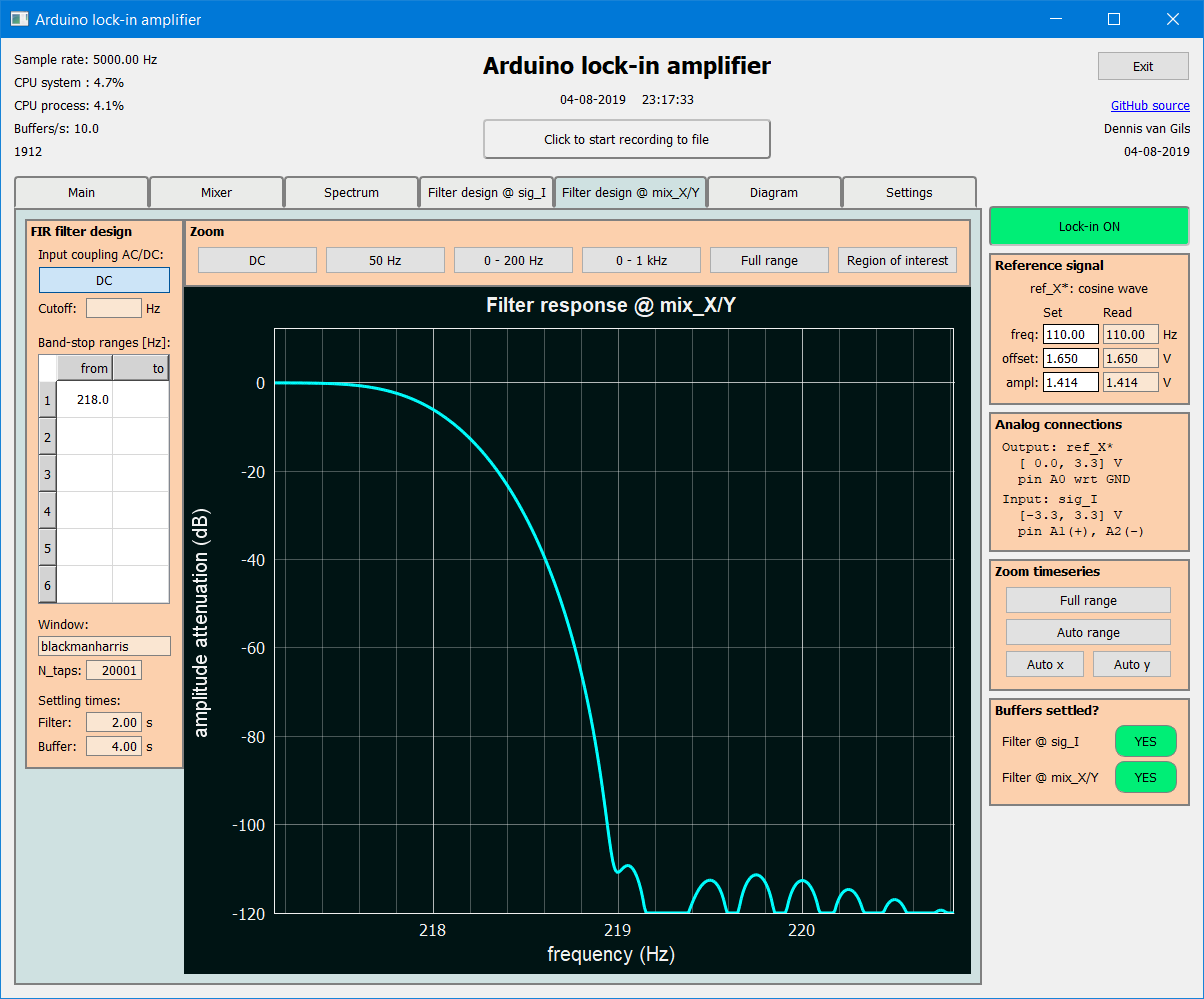 Arduino lock-in amplifier
Sample rate: 5000.00 Hz
CPU system : 4.7%
CPU process: 4.1%
Buffers/s: 10.0
1912
Arduino lock-in amplifier
04-08-2019 23:17:33
Click to start recording to file
Exit
GitHub source
Dennis van Gils
04-08-2019
Main Mixer Spectrum Filter design @ sig_I Filter design @ mix_X/Y Diagram Settings
FIR filter design
Input coupling AC/DC:
DC
Cutoff: Hz
Band-stop ranges [Hz]:
from to
1 218.0
2
3
4
5
6
Window:
blackmanharris
N_taps: 20001
Settling times:
Filter: 2.00 s
Buffer: 4.00 s
Zoom
DC 50 Hz 0 - 200 Hz 0 - 1 kHz Full range Region of interest
Filter response @ mix_X/Y
amplitude attenuation (dB)
0
-20
-40
-60
-80
-100
-120
218 219 220
frequency (Hz)
Lock-in ON
Reference signal
ref_X*: cosine wave
Set Read
freq: 110.00 110.00 Hz
offset: 1.650 1.650 V
ampl: 1.414 1.414 V
Analog connections
Output: ref_X*
[ 0.0, 3.3] V
pin A0 wrt GND
Input: sig_I
[-3.3, 3.3] V
pin A1(+), A2(-)
Zoom timeseries
Full range
Auto range
Auto x Auto y
Buffers settled?
Filter @ sig_I YES
Filter @ mix_X/Y YES